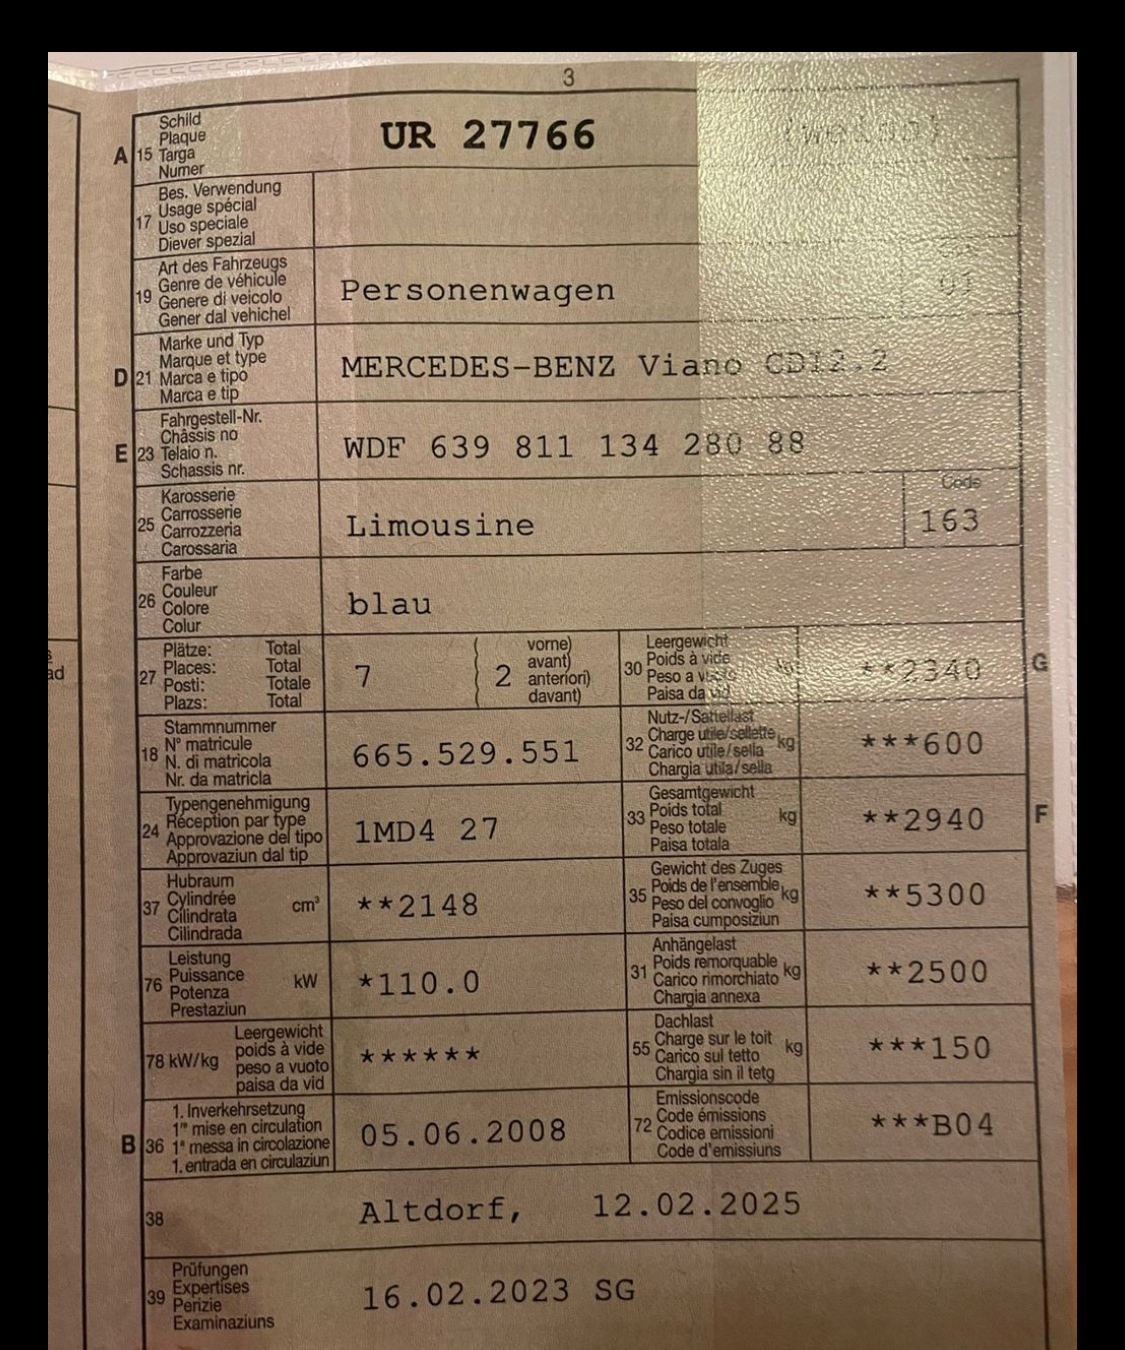 3
A 15 Schild
Plaque
Targa
Numer
UR 27766
17 Bes. Verwendung
Usage spécial
Uso speciale
Diever spezial
19 Art des Fahrzeugs
Genre de véhicule
Genere di veicolo
Gener dal vehichel
Personenwagen
01
D 21 Marke und Typ
Marque et type
Marca e tipo
Marca e tip
MERCEDES-BENZ Viano CDI2.2
E 23 Fahrgestell-Nr.
Châssis no
Telaio n.
Schassis nr.
WDF 639 811 134 280 88
25 Karosserie
Carrosserie
Carrozzeria
Carossaria
Limousine
Code
163
26 Farbe
Couleur
Colore
Colur
blau
27 Plätze: Total
Places: Total
Posti: Totale
Plazs: Total
7
2
vorne)
avant)
anteriori)
davant)
30 Leergewicht
Poids à vide
Peso a vuoto
Paisa da vid
kg
**2340
G
18 Stammnummer
N° matricule
N. di matricola
Nr. da matricla
665.529.551
32 Nutz-/Sattellast
Charge utile/sellette
Carico utile/sella
Chargia utila/sella
kg
***600
24 Typengenehmigung
Réception par type
Approvazione del tipo
Approvaziun dal tip
1MD4 27
33 Gesamtgewicht
Poids total
Peso totale
Paisa totala
kg
**2940
F
37 Hubraum
Cylindrée
Cilindrata
Cilindrada
cm³
**2148
35 Gewicht des Zuges
Poids de l'ensemble
Peso del convoglio
Paisa cumposiziun
kg
**5300
76 Leistung
Puissance
Potenza
Prestaziun
kW
*110.0
31 Anhängelast
Poids remorquable
Carico rimorchiato
Chargia annexa
kg
**2500
78 kW/kg
Leergewicht
poids à vide
peso a vuoto
paisa da vid
******
55 Dachlast
Charge sur le toit
Carico sul tetto
Chargia sin il tetg
kg
***150
B 36 1. Inverkehrsetzung
1re mise en circulation
1a messa in circolazione
1. entrada en circulaziun
05.06.2008
72 Emissionscode
Code émissions
Codice emissioni
Code d'emissiuns
***B04
38
Altdorf, 12.02.2025
39 Prüfungen
Expertises
Perizie
Examinaziuns
16.02.2023 SG